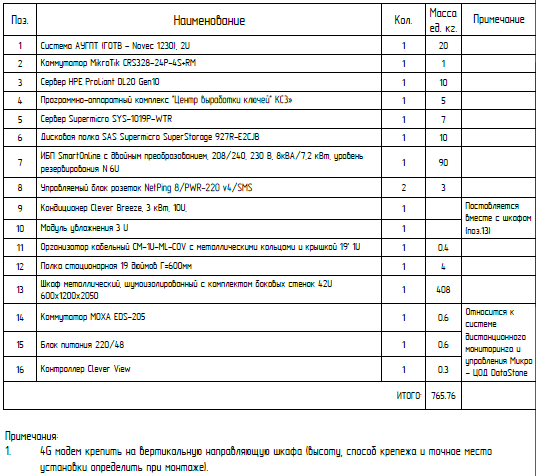 Поз. Наименование Кол. Масса ед. кг. Примечание
1 Система АУГПТ (ГОТВ - Novec 1230), 2U 1 20
2 Коммутатор MikroTik CRS328-24P-4S+RM 1 1
3 Сервер HPE ProLiant DL20 Gen10 1 10
4 Программно-аппаратный комплекс "Центр выработки ключей" КС3» 1 5
5 Сервер Supermicro SYS-1019P-WTR 1 7
6 Дисковая полка SAS Supermicro SuperStorage 927R-E2CJB 1 10
7 ИБП SmartOnline с двойным преобразованием, 208/240, 230 В, 8кВА/7,2 кВт, уровень
резервирования N 6U 1 90
8 Управляемый блок розеток NetPing 8/PWR-220 v4/SMS 2 3
9 Кондиционер Clever Breeze, 3 кВт, 10U, 1 Поставляется
вместе с шкафом
(поз.13)
10 Модуль увлажнения 3 U 1
11 Организатор кабельный CM-1U-ML-COV с металлическими кольцами и крышкой 19" 1U 1 0.4
12 Полка стационарная 19 дюймов Г=600мм 1 4
13 Шкаф металлический, шумоизолированный с комплектом боковых стенок 42U
600х1200х2050 1 408
14 Коммутатор MOXA EDS-205 1 0.6 Относится к
системе
дистанционного
мониторинга и
управления Микро
- ЦОД DataStone
15 Блок питания 220/48 1 0.6
16 Контроллер Clever View 1 0.3
ИТОГО: 765.76
Примечания:
1. 4G модем крепить на вертикальную направляющую шкафа (высоту, способ крепежа и точное место
установки определить при монтаже).